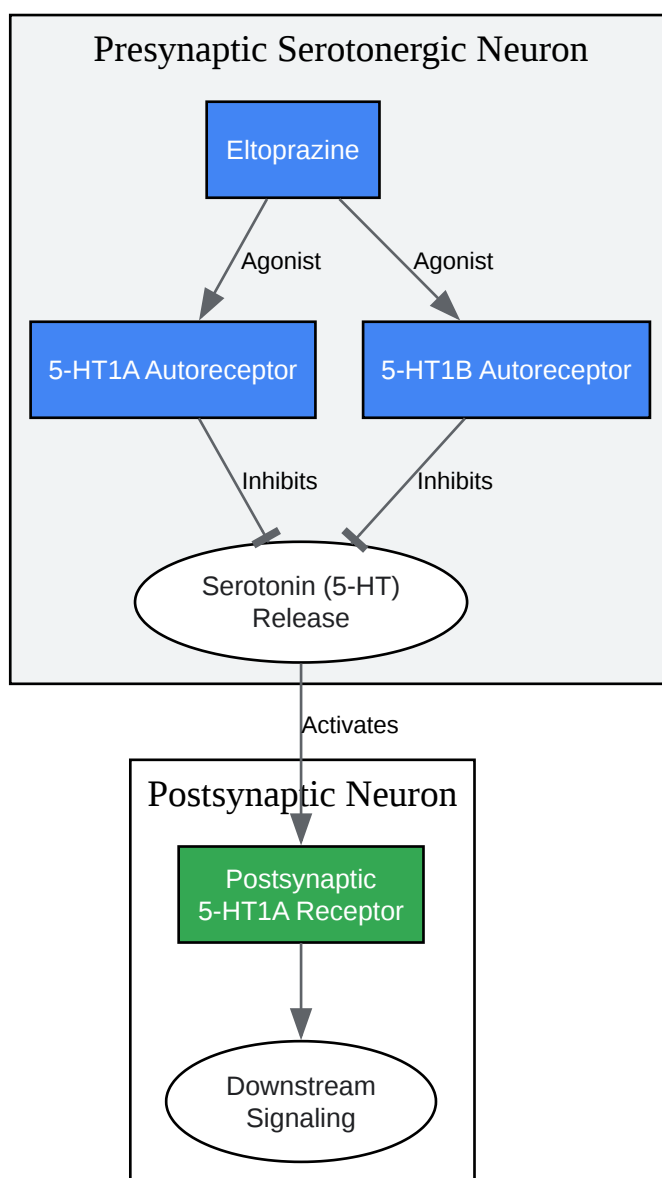 Presynaptic Serotonergic Neuron
Eltoprazine
Agonist
Agonist
5-HT1A Autoreceptor
5-HT1B Autoreceptor
Inhibits
Inhibits
Serotonin (5-HT)
Release
Activates
Postsynaptic Neuron
Postsynaptic
5-HT1A Receptor
Downstream
Signaling